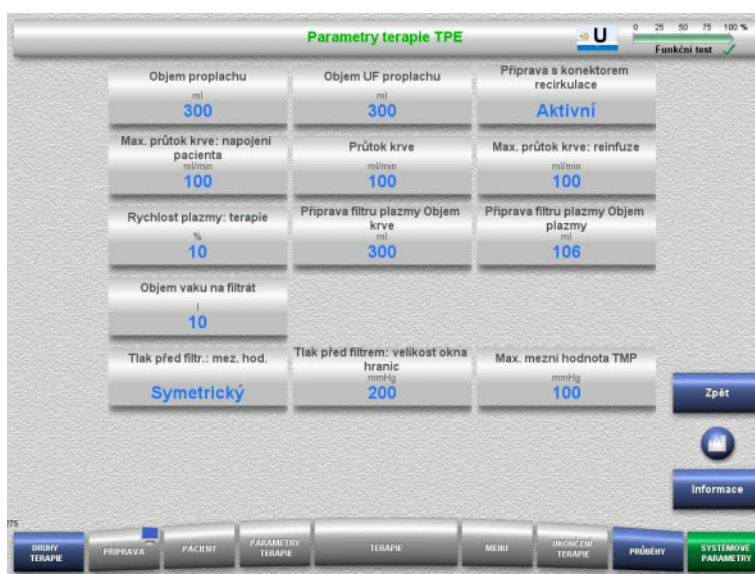 Parametry terapie TPE
U
0 25 50 75 100 %
Funkční test
Objem proplachu
ml
300
Objem UF proplachu
ml
300
Příprava s konektorem
recirkulace
Aktivní
Max. průtok krve: napojení
pacienta
ml/min
100
Průtok krve
ml/min
100
Max. průtok krve: reinfuze
ml/min
100
Rychlost plazmy: terapie
%
10
Příprava filtru plazmy Objem
krve
ml
300
Příprava filtru plazmy Objem
plazmy
ml
106
Objem vaku na filtrát
l
10
Tlak před filtr.: mez. hod.
Symetrický
Tlak před filtrem: velikost okna
hranic
mmHg
200
Max. mezní hodnota TMP
mmHg
100
Zpět
Informace
275
DRUHY
TERAPIE
PŘÍPRAVA
PACIENT
PARAMETRY
TERAPIE
TERAPIE
MENU
UKONČENÍ
TERAPIE
PRŮBĚHY
SYSTÉMOVÉ
PARAMETRY